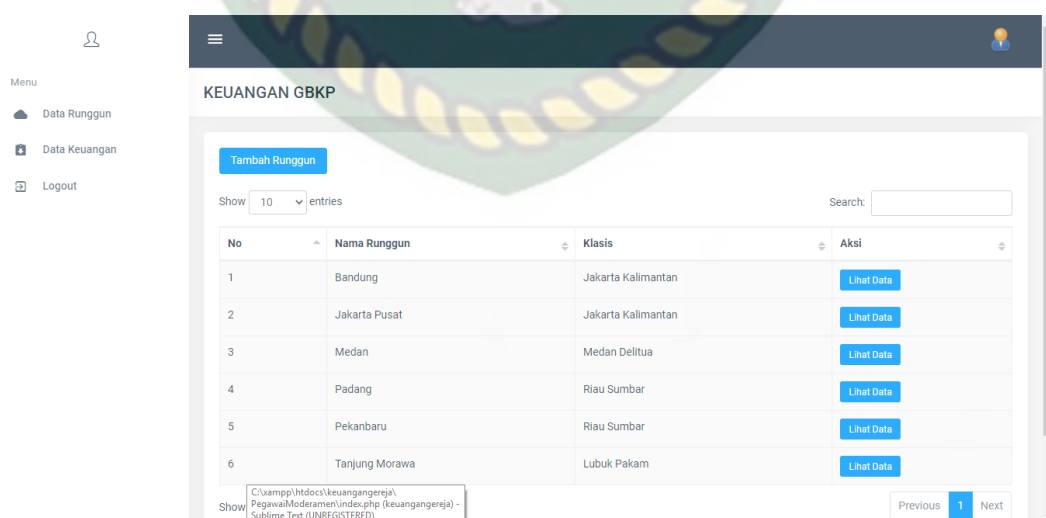 Menu
Data Runggun
Data Keuangan
Logout
KEUANGAN GBKP
Tambah Runggun
Show 10 entries
Search:
No Nama Runggun Klasis Aksi
1 Bandung Jakarta Kalimantan Lihat Data
2 Jakarta Pusat Jakarta Kalimantan Lihat Data
3 Medan Medan Delitua Lihat Data
4 Padang Riau Sumbar Lihat Data
5 Pekanbaru Riau Sumbar Lihat Data
6 Tanjung Morawa Lubuk Pakam Lihat Data
Show
C:\xampp\htdocs\keuangangereja\
PegawaiModeramen\index.php (keuangangereja) -
Sublime Text (UNREGISTERED)
Previous 1 Next